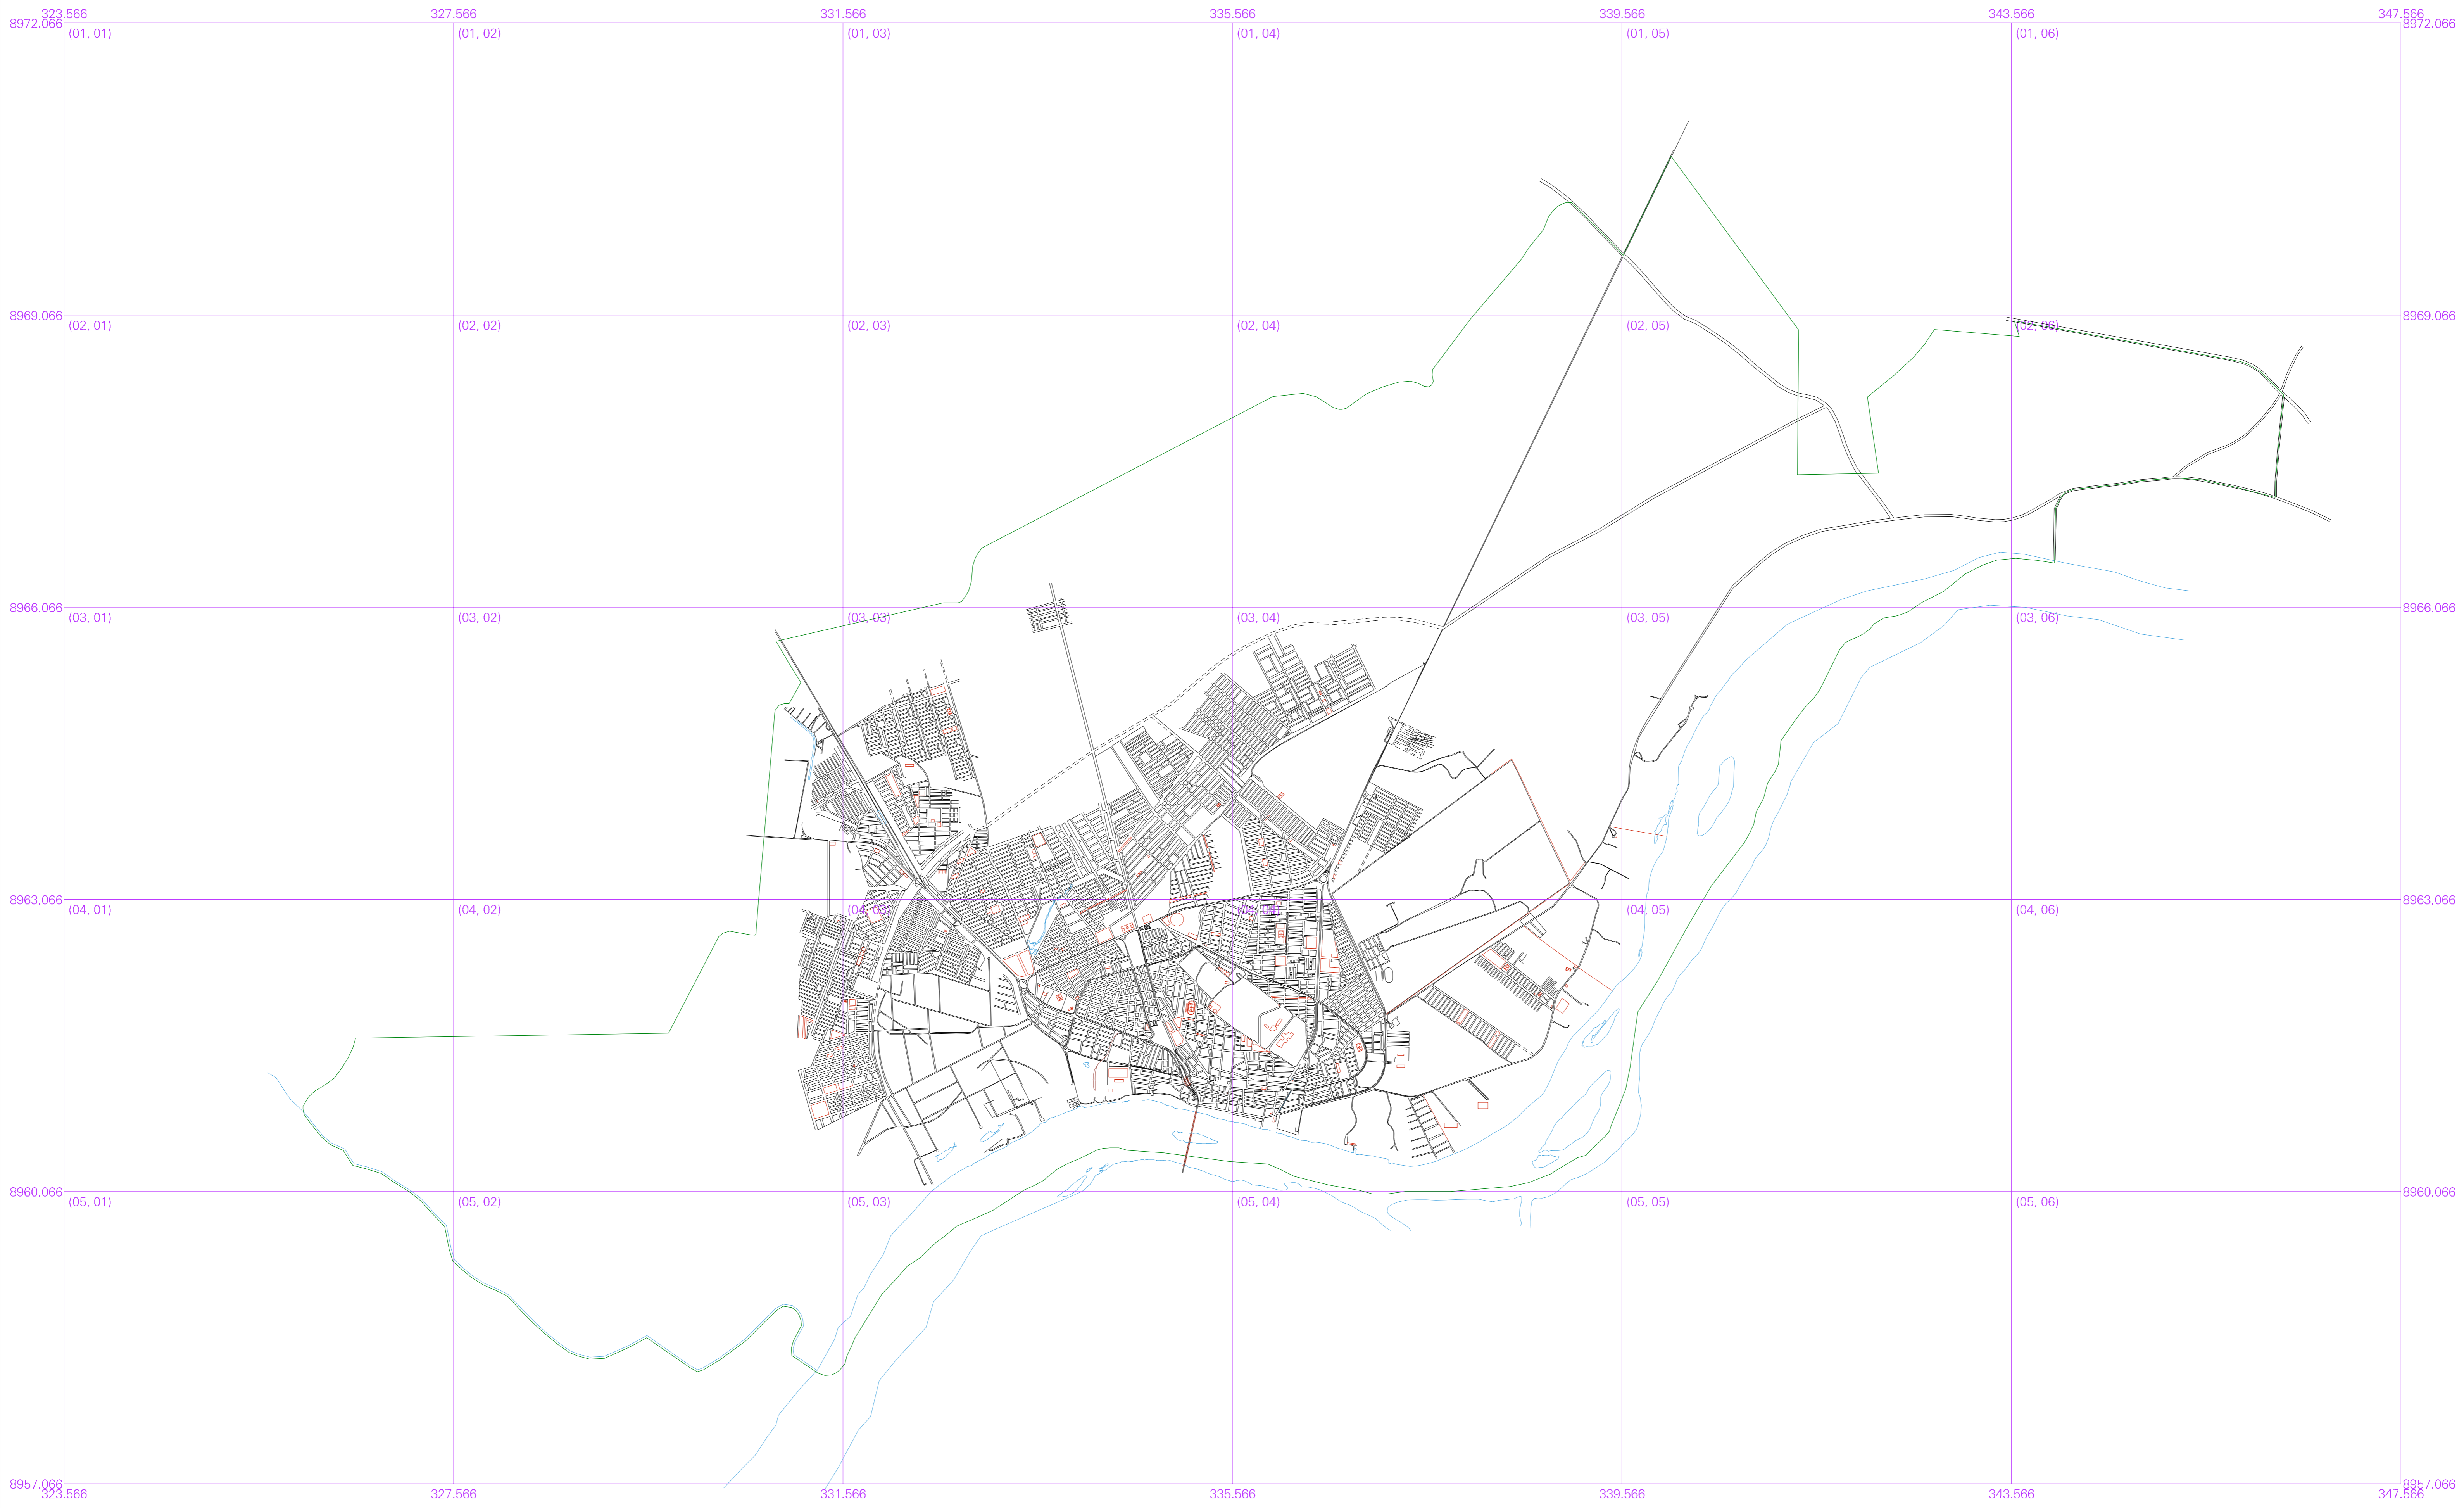 323.566 327.566 331.566 335.566 339.566 343.566 347.566
8972.066 8972.066
(01, 01) (01, 02) (01, 03) (01, 04) (01, 05) (01, 06)
8969.066 8969.066
(02, 01) (02, 02) (02, 03) (02, 04) (02, 05) (02, 06)
8966.066 8966.066
(03, 01) (03, 02) (03, 03) (03, 04) (03, 05) (03, 06)
8963.066 8963.066
(04, 01) (04, 02) (04, 03) (04, 04) (04, 05) (04, 06)
8960.066 8960.066
(05, 01) (05, 02) (05, 03) (05, 04) (05, 05) (05, 06)
8957.066 8957.066
323.566 327.566 331.566 335.566 339.566 343.566 347.566